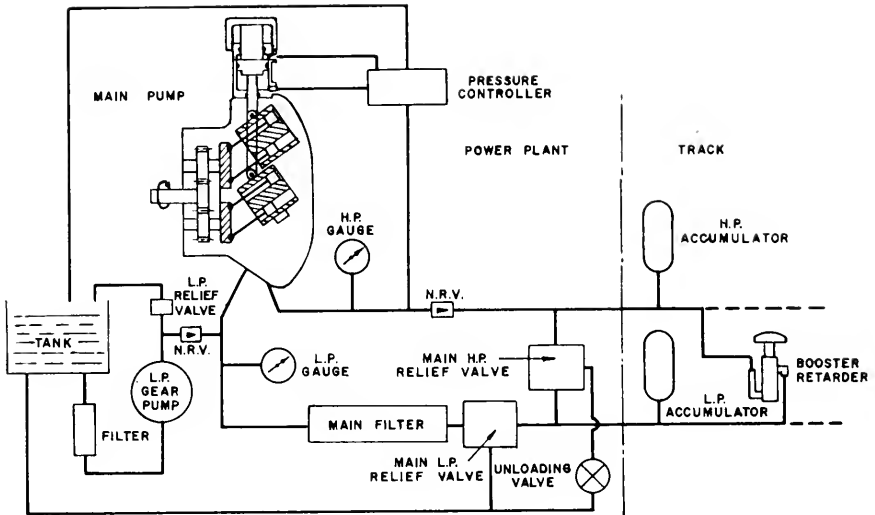 MAIN PUMP
PRESSURE
CONTROLLER
POWER PLANT
TRACK
H.P.
GAUGE
H.P.
ACCUMULATOR
L.P.
RELIEF
VALVE
N.R.V.
TANK
N.R.V.
L.P.
GAUGE
MAIN H.P.
RELIEF VALVE
BOOSTER
RETARDER
L.P.
GEAR
PUMP
L.P.
ACCUMULATOR
FILTER
MAIN FILTER
MAIN L.P.
RELIEF VALVE
UNLOADING
VALVE